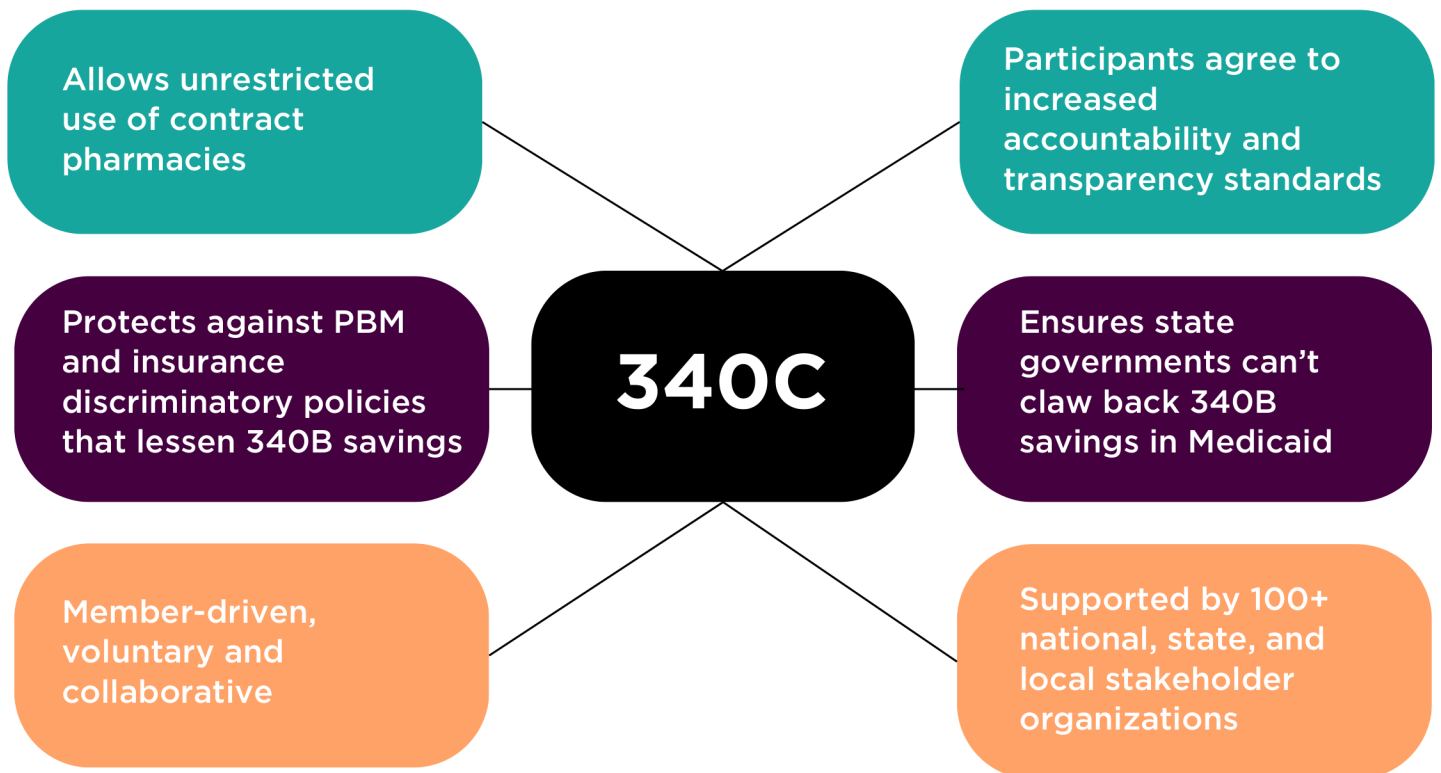 Allows unrestricted
use of contract
pharmacies
Participants agree to
increased
accountability and
transparency standards
Protects against PBM
and insurance
discriminatory policies
that lessen 340B savings
340C
Ensures state
governments can’t
claw back 340B
savings in Medicaid
Member-driven,
voluntary and
collaborative
Supported by 100+
national, state, and
local stakeholder
organizations